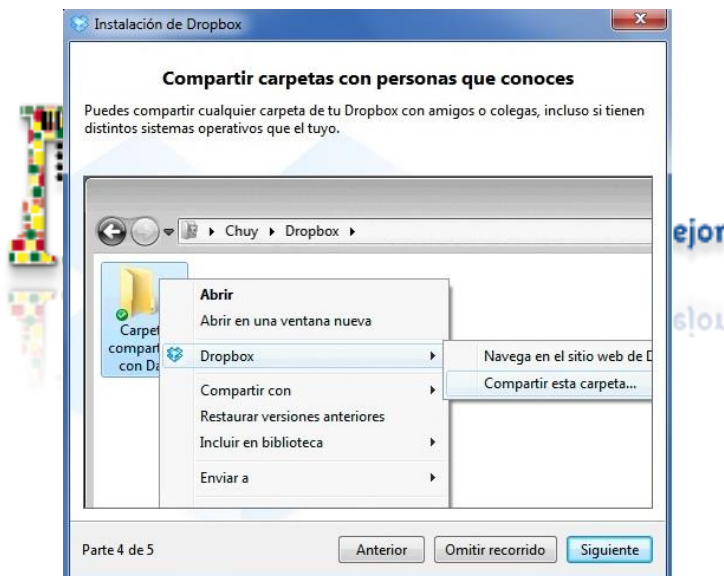 Instalación de Dropbox
Compartir carpetas con personas que conoces
Puedes compartir cualquier carpeta de tu Dropbox con amigos o colegas, incluso si tienen
distintos sistemas operativos que el tuyo.
Chuy Dropbox
Abrir
Abrir en una ventana nueva
Dropbox
Navega en el sitio web de
Compartir esta carpeta...
Compartir con
Restaurar versiones anteriores
Incluir en biblioteca
Enviar a
con
Parte 4 de 5
Anterior
Omitir recorrido
Siguiente